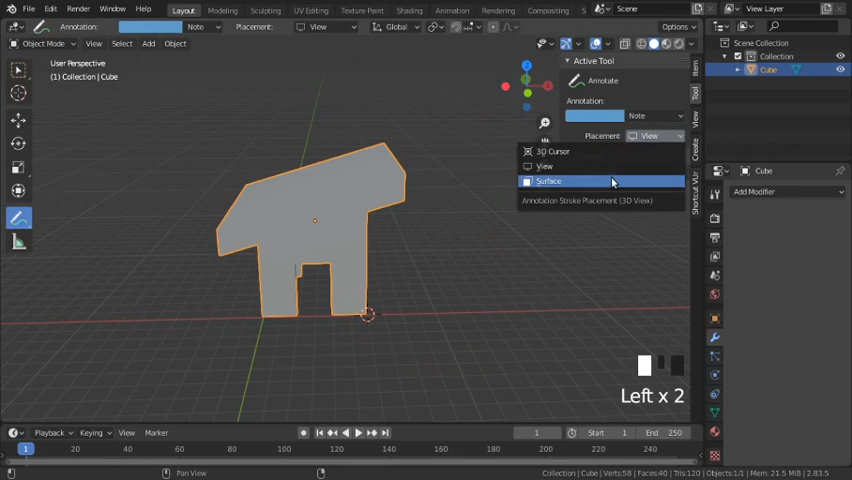 File Edit Render Window Help Layout Modeling Sculpting UV Editing Texture Paint Shading Animation Rendering Compositing Scene View Layer
Annotation: Note Placement: View Global Options
Object Mode View Select Add Object
User Perspective
(1) Collection | Cube
Active Tool
Annotate
Annotation:
Note
Placement View
3D Cursor
View
Surface
Annotation Stroke Placement (3D View)
Item
Tool
View
Create
Shortcut VUr
Z
Scene Collection
Collection
Cube
Cube
Add Modifier
Left x 2
Playback Keying View Marker 1 Start 1 End 250
1 20 40 60 80 100 120 140 160 180 200 220 240
Pan View Collection | Cube | Verts:58 | Faces:40 | Tris:120 | Objects:1/1 | Mem: 21.5 MiB | 2.83.5